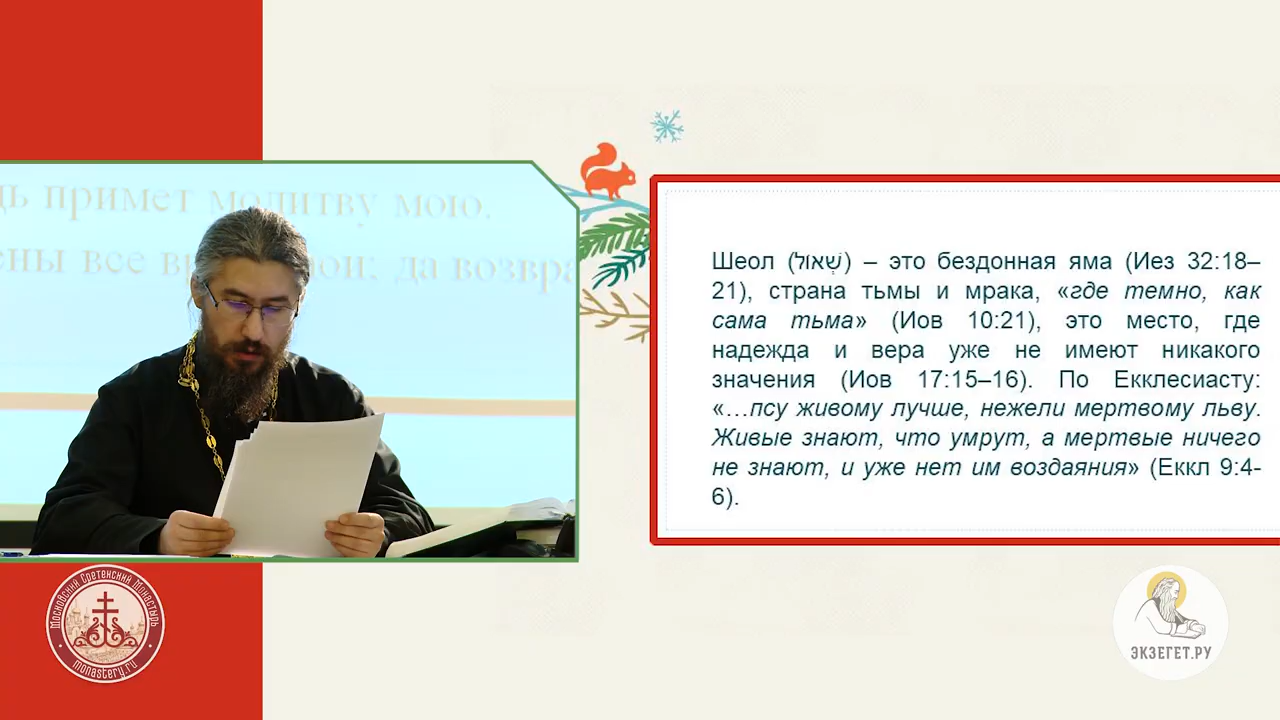 примет молитву мою.
все
да
Шеол (שְׁאוֹל) – это бездонная яма (Иез 32:18–
21), страна тьмы и мрака, «где темно, как
сама тьма» (Иов 10:21), это место, где
надежда и вера уже не имеют никакого
значения (Иов 17:15–16). По Екклесиасту:
«…псу живому лучше, нежели мертвому льву.
Живые знают, что умрут, а мертвые ничего
не знают, и уже нет им воздаяния» (Еккл 9:4-
6).
Московский Сретенский Монастырь
monastery.ru
ЭКЗЕГЕТ.РУ